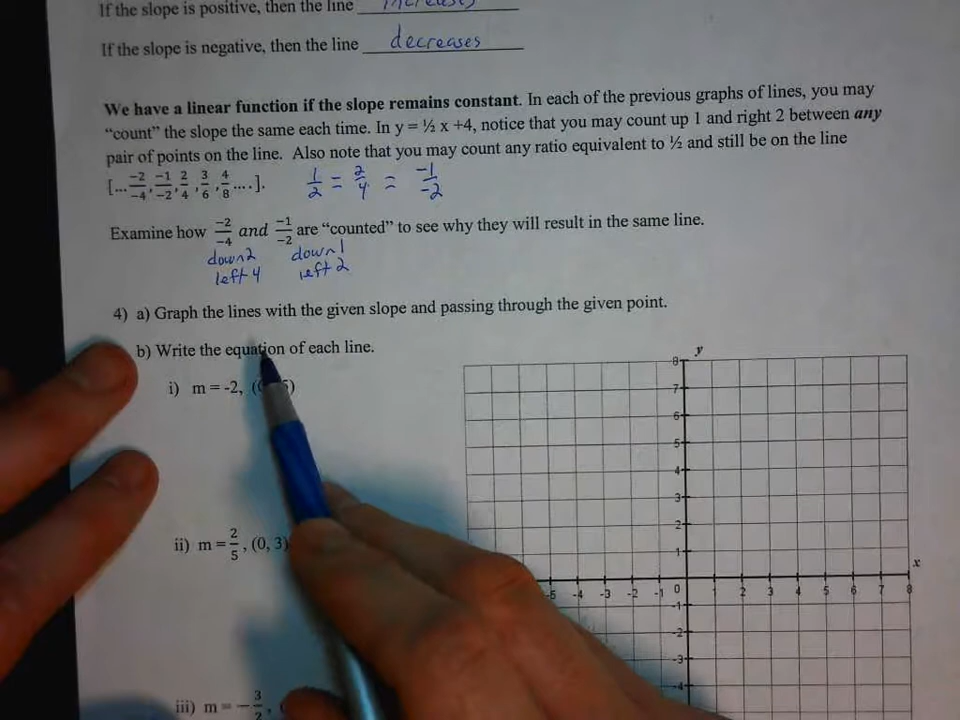 If the slope is positive, then the line increases
If the slope is negative, then the line decreases
We have a linear function if the slope remains constant. In each of the previous graphs of lines, you may
“count” the slope the same each time. In y = ½ x +4, notice that you may count up 1 and right 2 between any
pair of points on the line. Also note that you may count any ratio equivalent to ½ and still be on the line
[... -2/-4, -1/-2, 2/4, 3/6, 4/8 ....]. 1/2 = 2/4 = -1/-2
Examine how -2/-4 and -1/-2 are “counted” to see why they will result in the same line.
down 2 down 1
left 4 left 2
4) a) Graph the lines with the given slope and passing through the given point.
b) Write the equation of each line.
i) m = -2,
ii) m = 2/5, (0, 3)
iii) m = -3/2,
y
8
7
6
5
4
3
2
1
x
-5 -4 -3 -2 -1 0 2 3 4 5 6 7 8
-1
-2
-3
-4